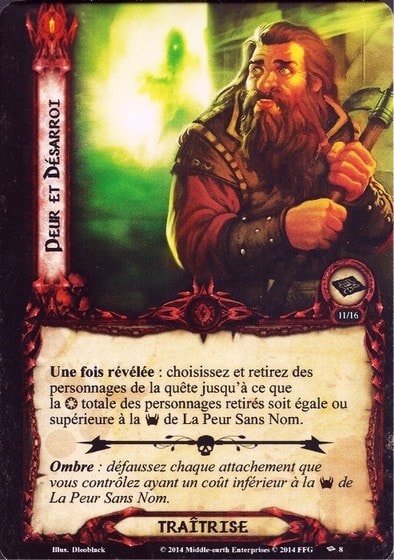 Peur et Désarroi
11/16
Une fois révélée : choisissez et retirez des
personnages de la quête jusqu'à ce que
la totale des personnages retirés soit égale ou
supérieure à la de La Peur Sans Nom.
Ombre : défaussez chaque attachement que
vous contrôlez ayant un coût inférieur à la de
La Peur Sans Nom.
TRAÎTRISE
Illus. Dleoblack © 2014 Middle-earth Enterprises © 2014 FFG 8